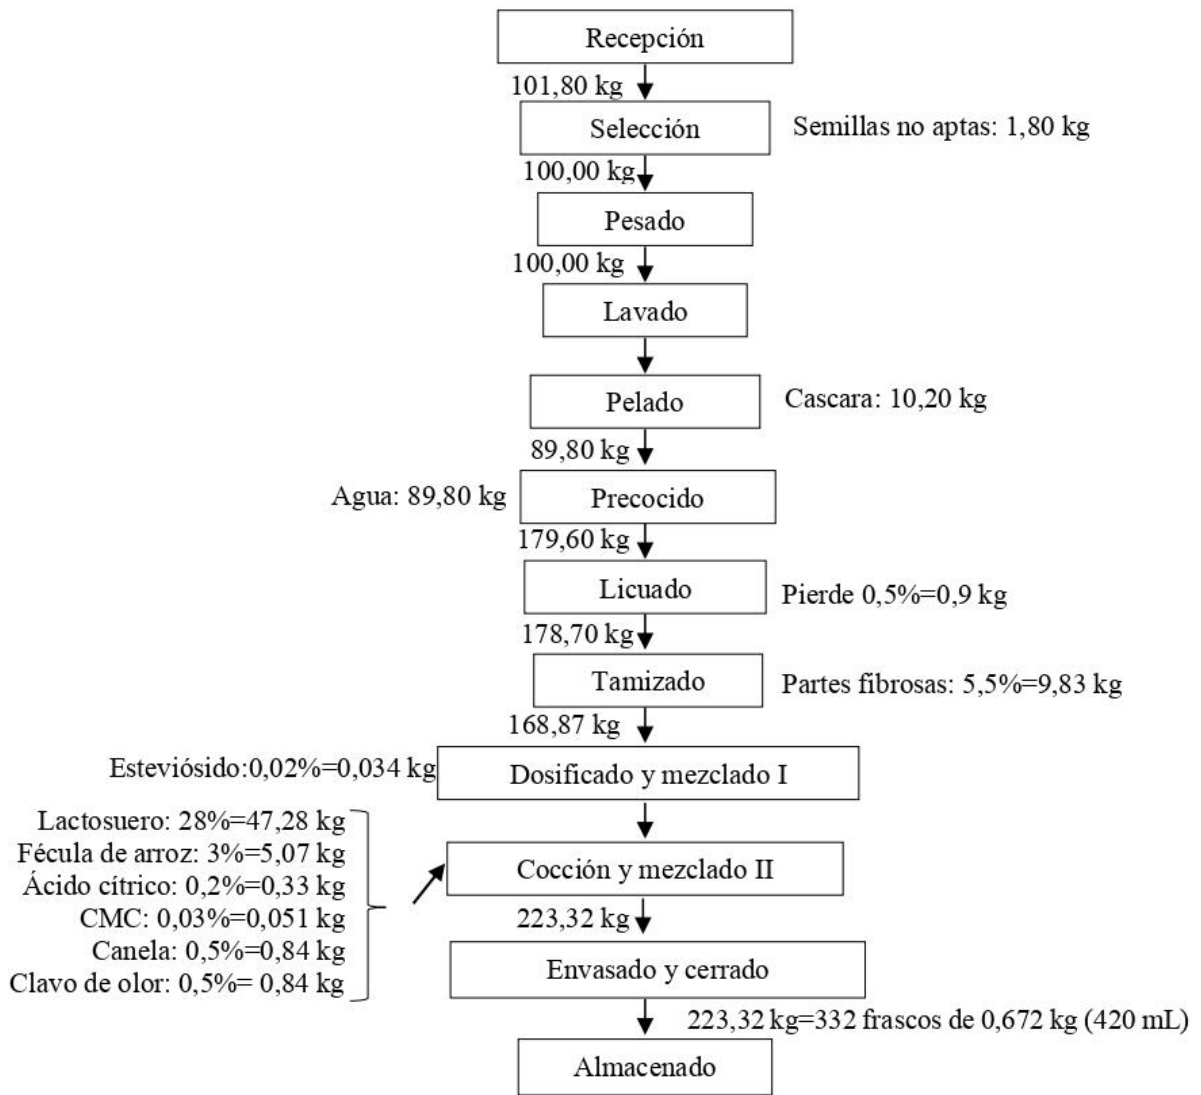 Recepción
101,80 kg
Selección
Semillas no aptas: 1,80 kg
100,00 kg
Pesado
100,00 kg
Lavado
Pelado
Cascara: 10,20 kg
89,80 kg
Agua: 89,80 kg
Precocido
179,60 kg
Licuado
Pierde 0,5%=0,9 kg
178,70 kg
Tamizado
Partes fibrosas: 5,5%=9,83 kg
168,87 kg
Esteviósido:0,02%=0,034 kg
Dosificado y mezclado I
Lactosuero: 28%=47,28 kg
Fécula de arroz: 3%=5,07 kg
Ácido cítrico: 0,2%=0,33 kg
CMC: 0,03%=0,051 kg
Canela: 0,5%=0,84 kg
Clavo de olor: 0,5%= 0,84 kg
Cocción y mezclado II
223,32 kg
Envasado y cerrado
223,32 kg=332 frascos de 0,672 kg (420 mL)
Almacenado